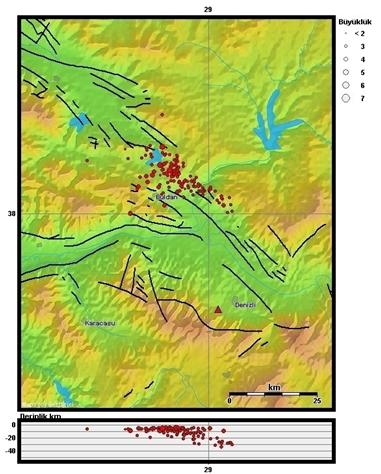 29
Büyüklük
< 2
3
4
5
6
7
38
Buldan
Denizli
Karacasu
km
0 25
Derinlik km
0
-20
-40
29